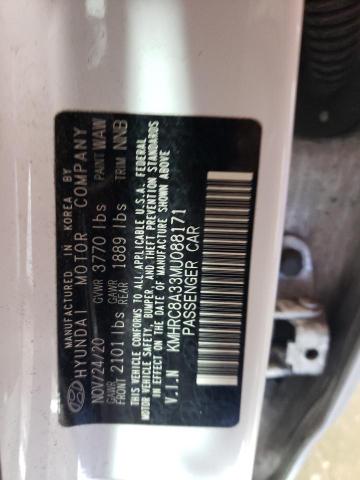 MANUFACTURED IN KOREA BY
HYUNDAI MOTOR COMPANY
NOV/24/20 GVWR 3770 lbs PAINT WAW
GAWR FRONT 2101 lbs GAWR REAR 1889 lbs TRIM NNB
THIS VEHICLE CONFORMS TO ALL APPLICABLE U.S.A. FEDERAL
MOTOR VEHICLE SAFETY, BUMPER, AND THEFT PREVENTION STANDARDS
IN EFFECT ON THE DATE OF MANUFACTURE SHOWN ABOVE
V.I.N KMHRC8A33MU088171
PASSENGER CAR